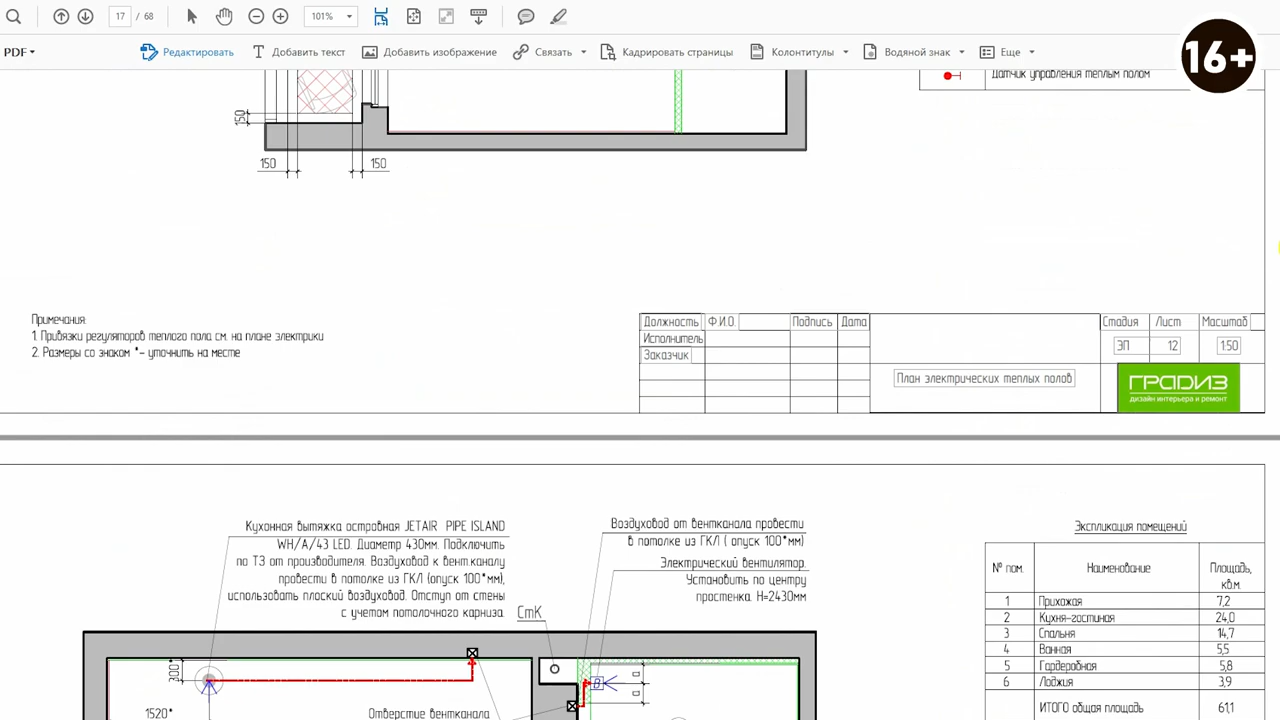 17 / 68
101%
16+
PDF
Редактировать
Добавить текст
Добавить изображение
Связать
Кадрировать страницы
Колонтитулы
Водяной знак
Еще
Датчик управления теплым полом
150
150
150
Примечания:
1. Привязки регуляторов теплого пола см. на плане электрики
2. Размеры со знаком *- уточнить на месте
Должность Ф.И.О. Подпись Дата
Исполнитель
Заказчик
Стадия Лист Масштаб
ЭП 12 1:50
План электрических теплых полов
ГРАДИЗ
дизайн интерьера и ремонт
Кухонная вытяжка островная JETAIR PIPE ISLAND
WH/A/43 LED. Диаметр 430мм. Подключить
по ТЗ от производителя. Воздуховод к вент.каналу
провести в потолке из ГКЛ (опуск 100*мм),
использовать плоский воздуховод. Отступ от стены
с учетом потолочного карниза.
Воздуховод от вентканала провести
в потолке из ГКЛ ( опуск 100*мм)
Электрический вентилятор.
Установить по центру
простенка. Н=2430мм
СтК
300
В
1520*
Отверстие вентканала
Экспликация помещений
№ пом. Наименование Площадь, кв.м.
1 Прихожая 7,2
2 Кухня-гостиная 24,0
3 Спальня 14,7
4 Ванная 5,5
5 Гардеробная 5,8
6 Лоджия 3,9
ИТОГО общая площадь 61,1